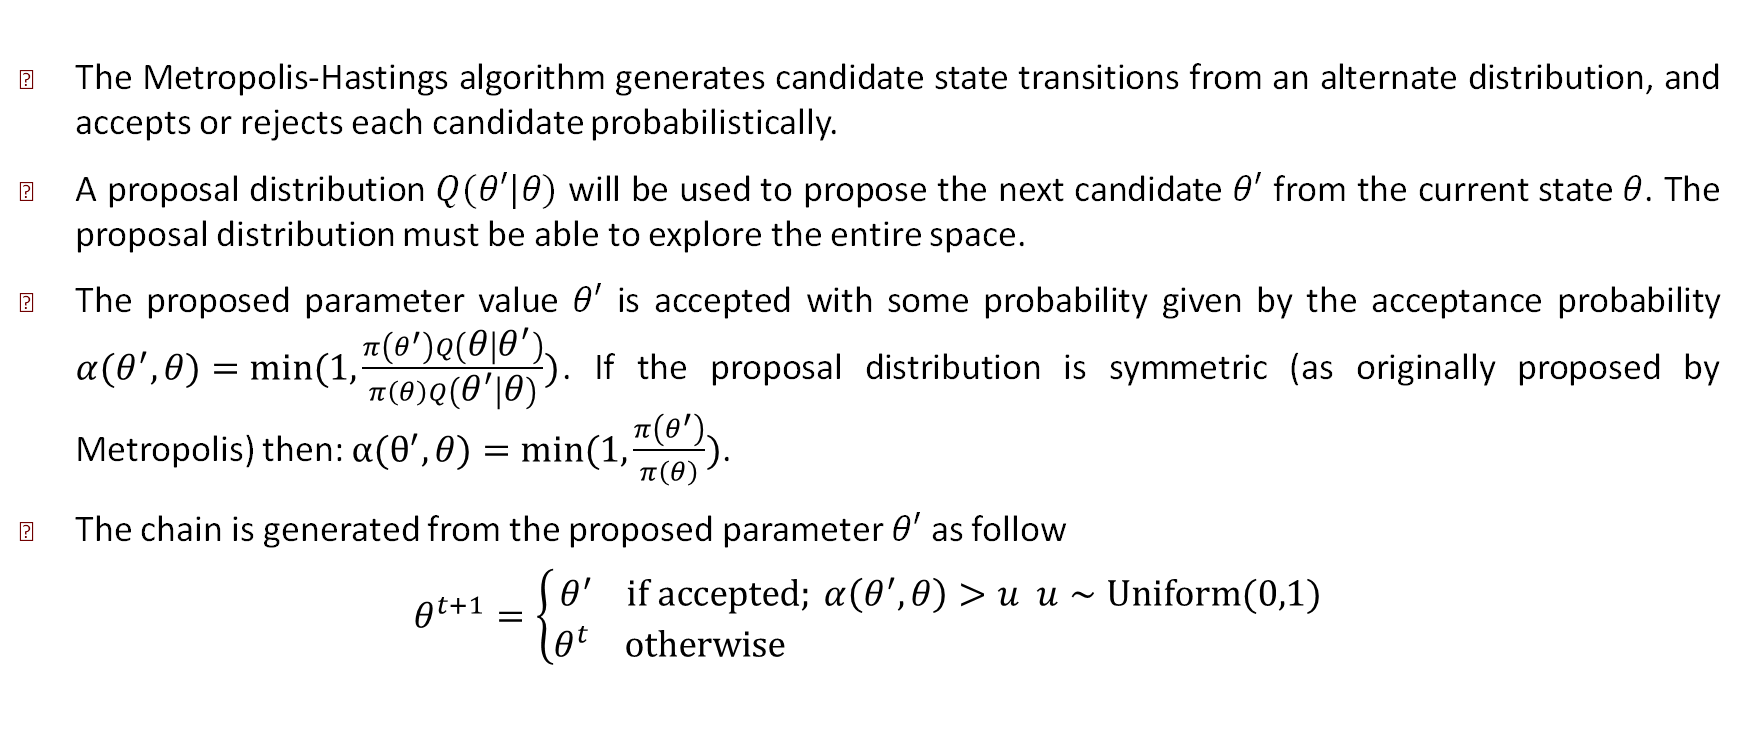 The Metropolis-Hastings algorithm generates candidate state transitions from an alternate distribution, and
accepts or rejects each candidate probabilistically.
A proposal distribution Q(θ′|θ) will be used to propose the next candidate θ′ from the current state θ. The
proposal distribution must be able to explore the entire space.
The proposed parameter value θ′ is accepted with some probability given by the acceptance probability
α(θ′,θ) = min(1, π(θ′)Q(θ|θ′) / π(θ)Q(θ′|θ)). If the proposal distribution is symmetric (as originally proposed by
Metropolis) then: α(θ′,θ) = min(1, π(θ′) / π(θ)).
The chain is generated from the proposed parameter θ′ as follow
θ^{t+1} = { θ′ if accepted; α(θ′,θ) > u u ~ Uniform(0,1)
θ^t otherwise